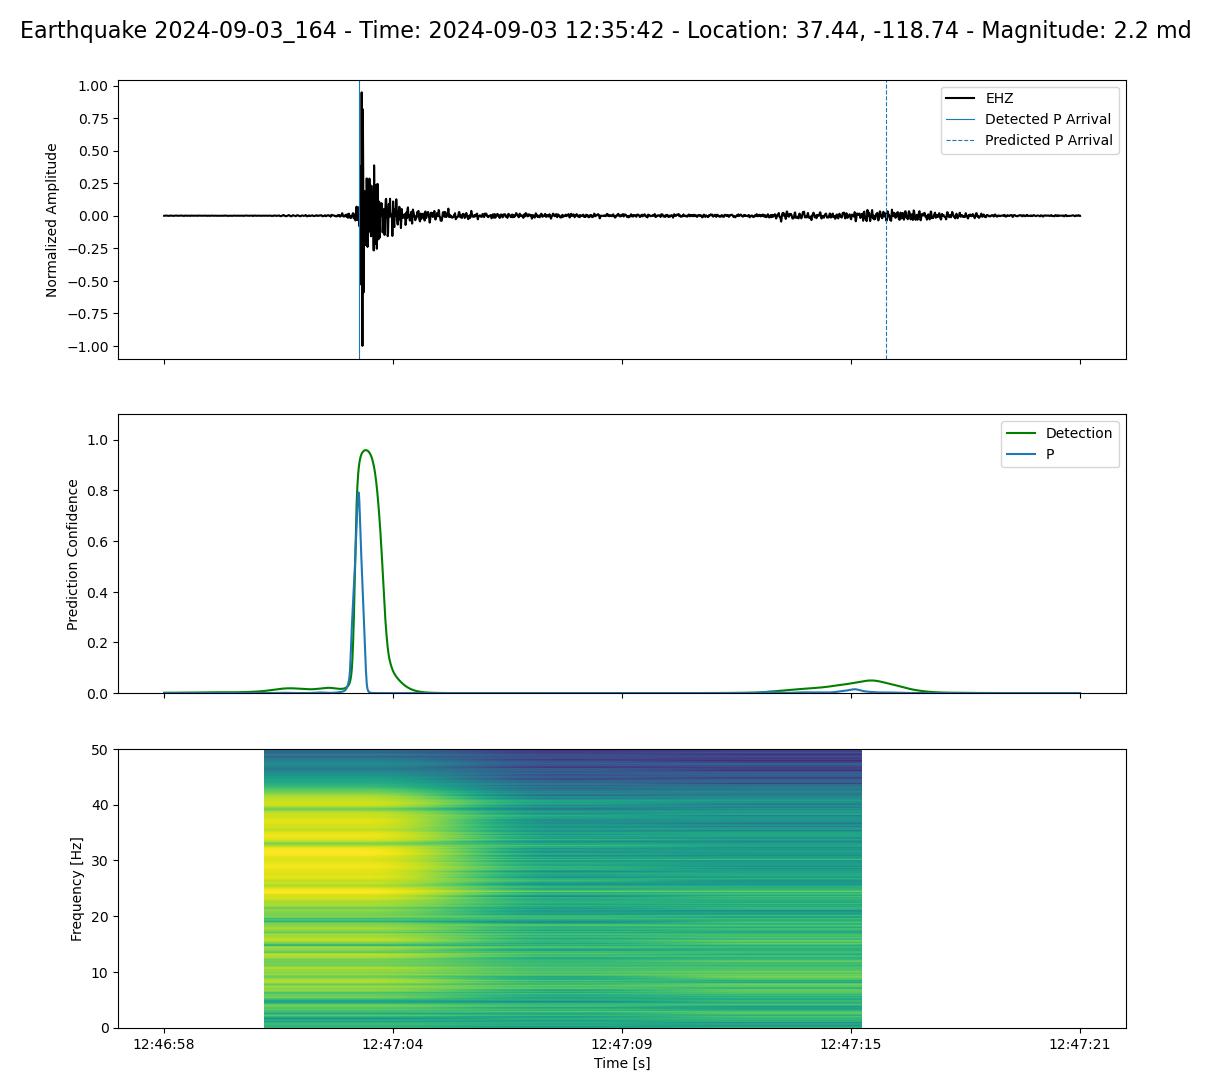 Earthquake 2024-09-03_164 - Time: 2024-09-03 12:35:42 - Location: 37.44, -118.74 - Magnitude: 2.2 md
1.00
0.75
0.50
0.25
0.00
−0.25
−0.50
−0.75
−1.00
Normalized Amplitude
EHZ
Detected P Arrival
Predicted P Arrival
1.0
0.8
0.6
0.4
0.2
0.0
Prediction Confidence
Detection
P
50
40
30
20
10
0
Frequency [Hz]
12:46:58
12:47:04
12:47:09
12:47:15
12:47:21
Time [s]